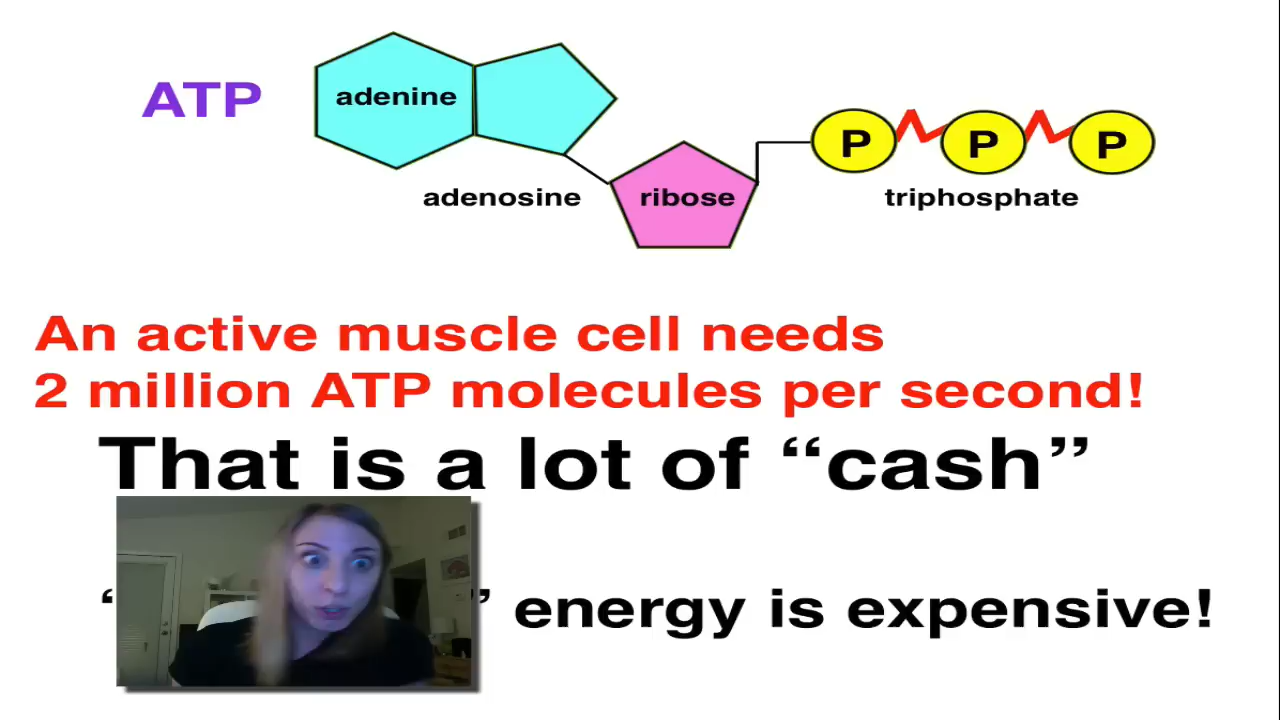 ATP
adenine
adenosine
ribose
P P P
triphosphate
An active muscle cell needs
2 million ATP molecules per second!
That is a lot of “cash”
‘ ” energy is expensive!